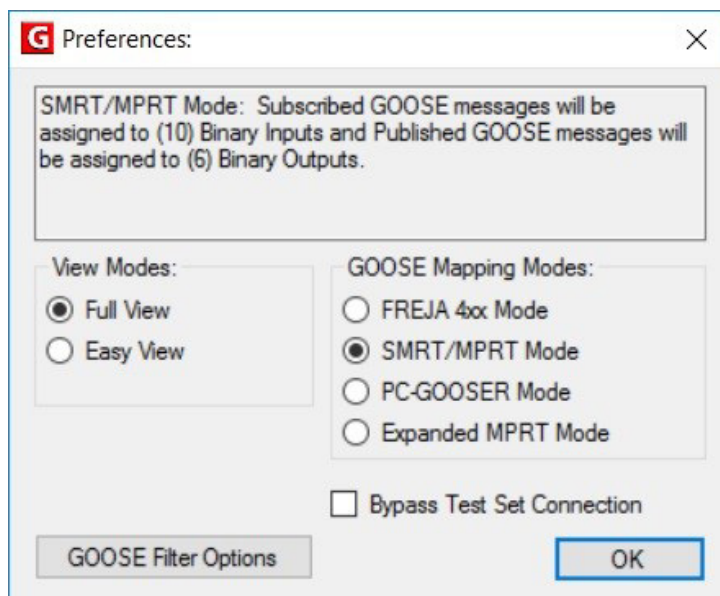 G Preferences:
SMRT/MPRT Mode: Subscribed GOOSE messages will be
assigned to (10) Binary Inputs and Published GOOSE messages will
be assigned to (6) Binary Outputs.
View Modes:
Full View
Easy View
GOOSE Mapping Modes:
FREJA 4xx Mode
SMRT/MPRT Mode
PC-GOOSER Mode
Expanded MPRT Mode
Bypass Test Set Connection
GOOSE Filter Options
OK